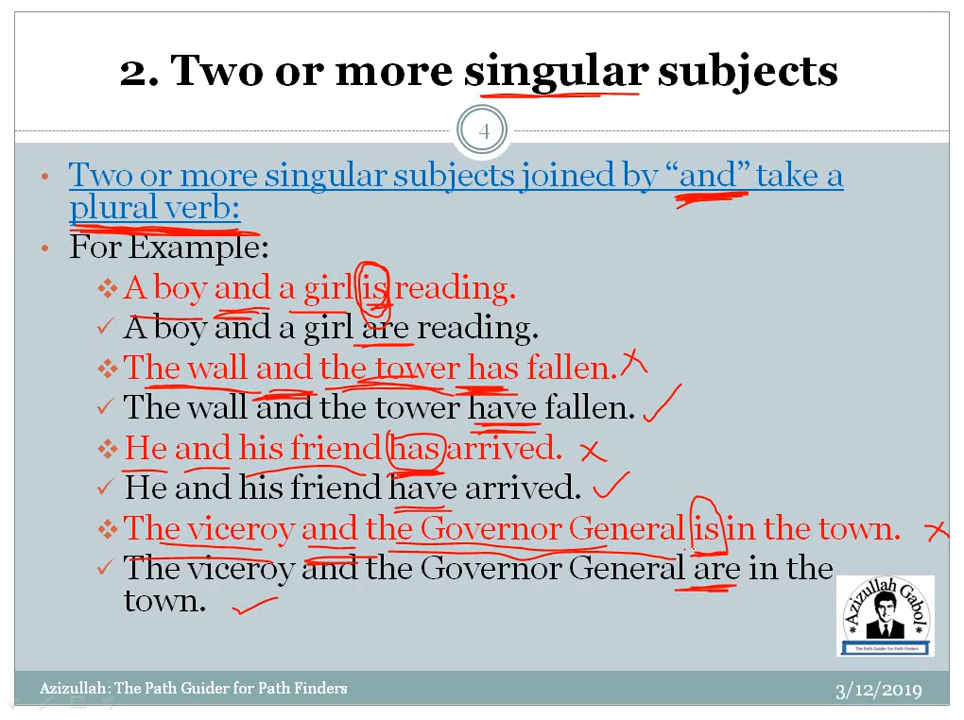 2. Two or more singular subjects
4
• Two or more singular subjects joined by “and” take a
plural verb:
• For Example:
❖ A boy and a girl is reading.
✓ A boy and a girl are reading.
❖ The wall and the tower has fallen.
✓ The wall and the tower have fallen.
❖ He and his friend has arrived.
✓ He and his friend have arrived.
❖ The viceroy and the Governor General is in the town.
✓ The viceroy and the Governor General are in the
town.
*Azizullah Gabol*
The Path Guider for Path Finders
Azizullah: The Path Guider for Path Finders
3/12/2019